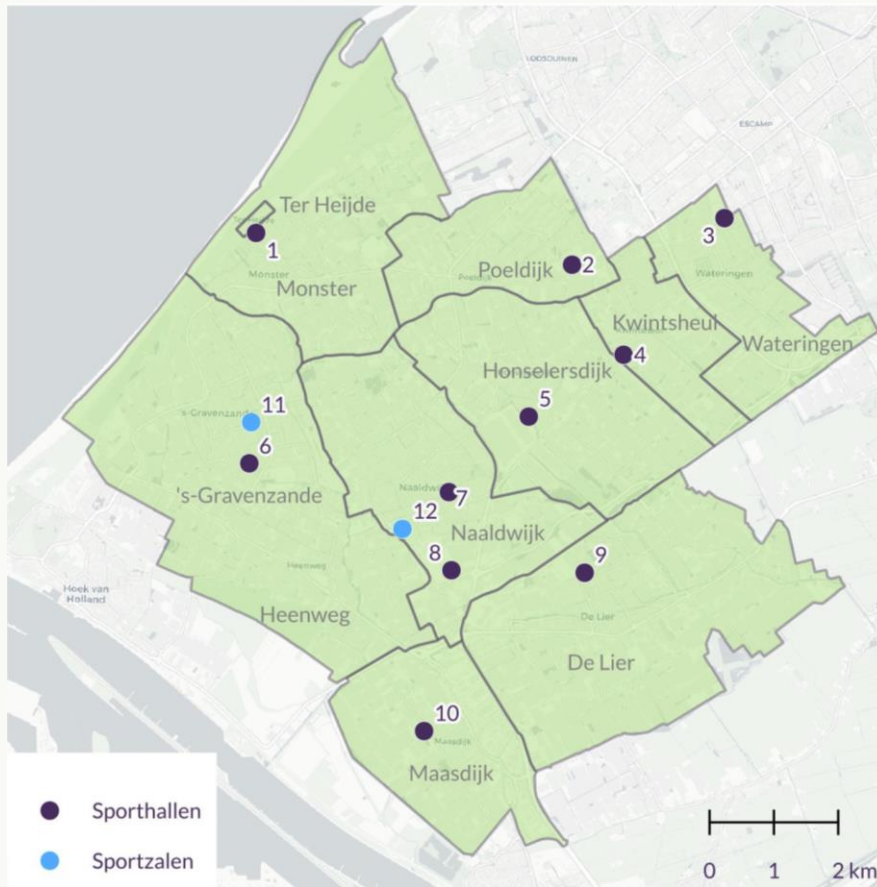 LOOSDUINEN
ESCAMP
Ter Heijde
1
Monster
Monster
Poeldijk
2
3
Wateringen
Kwintsheul
4
Wateringen
Honselersdijk
5
's-Gravenzande
11
6
's-Gravenzande
7
12
Naaldwijk
8
9
Heenweg
Heenweg
Hoek van
Holland
De Lier
De Lier
10
Maasdijk
Maasdijk
Sporthallen
Sportzalen
0 1 2 km